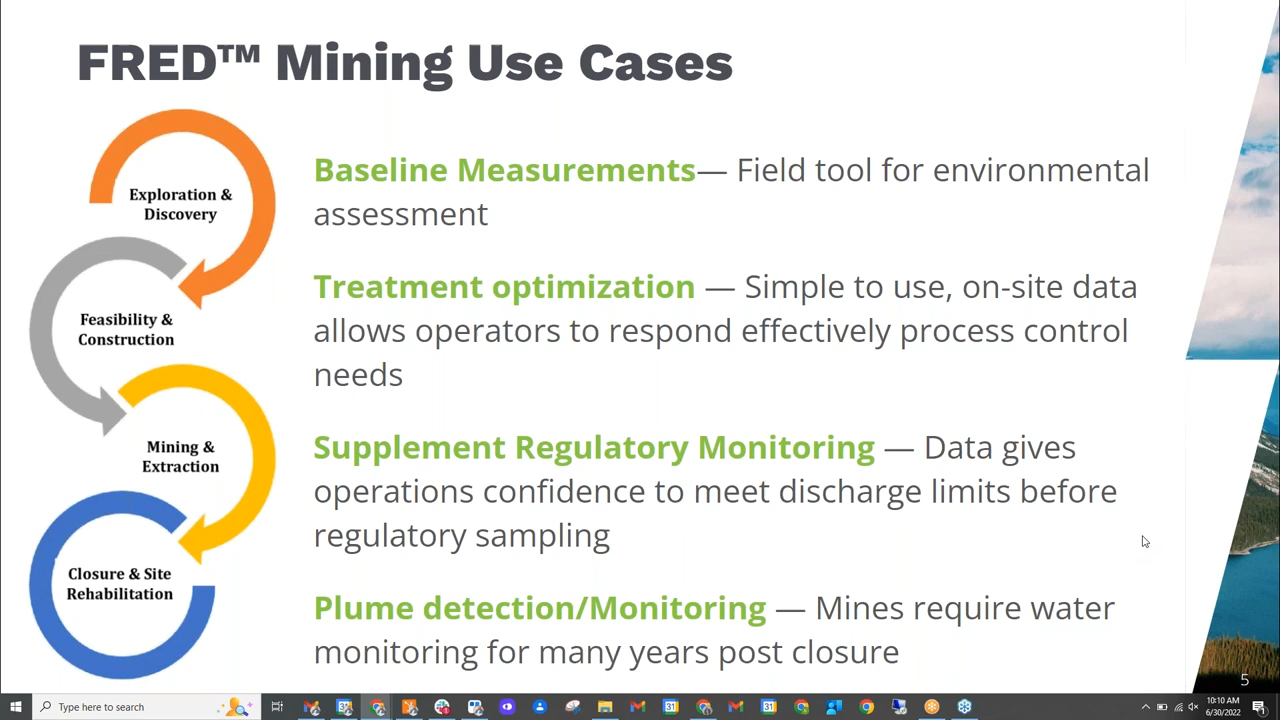 FRED™ Mining Use Cases
Exploration &
Discovery
Feasibility &
Construction
Mining &
Extraction
Closure & Site
Rehabilitation
Baseline Measurements— Field tool for environmental
assessment
Treatment optimization — Simple to use, on-site data
allows operators to respond effectively process control
needs
Supplement Regulatory Monitoring — Data gives
operations confidence to meet discharge limits before
regulatory sampling
Plume detection/Monitoring — Mines require water
monitoring for many years post closure
5
Type here to search
31
31
10:10 AM
6/30/2022